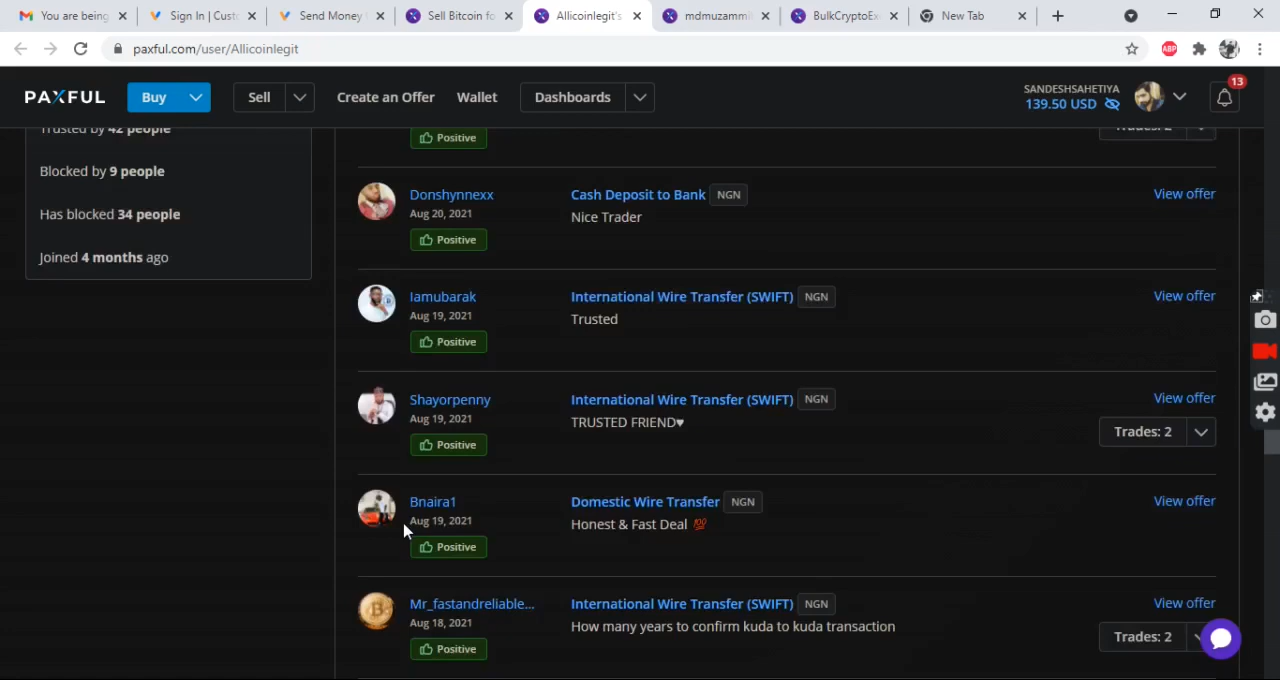 You are being
Sign In | Custo
Send Money
Sell Bitcoin fo
Allicoinlegit's
mdmuzammi
BulkCryptoEx
New Tab
paxful.com/user/Allicoinlegit
ABP
PAXFUL
Buy
Sell
Create an Offer
Wallet
Dashboards
SANDESHSAHETIYA
139.50 USD
13
Trusted by 42 people
Blocked by 9 people
Has blocked 34 people
Joined 4 months ago
Positive
Trades: 2
Donshynnexx
Aug 20, 2021
Positive
Cash Deposit to Bank NGN
Nice Trader
View offer
Iamubarak
Aug 19, 2021
Positive
International Wire Transfer (SWIFT) NGN
Trusted
View offer
Shayorpenny
Aug 19, 2021
Positive
International Wire Transfer (SWIFT) NGN
TRUSTED FRIEND♥
View offer
Trades: 2
Bnaira1
Aug 19, 2021
Positive
Domestic Wire Transfer NGN
Honest & Fast Deal 💯
View offer
Mr_fastandreliable...
Aug 18, 2021
Positive
International Wire Transfer (SWIFT) NGN
How many years to confirm kuda to kuda transaction
View offer
Trades: 2